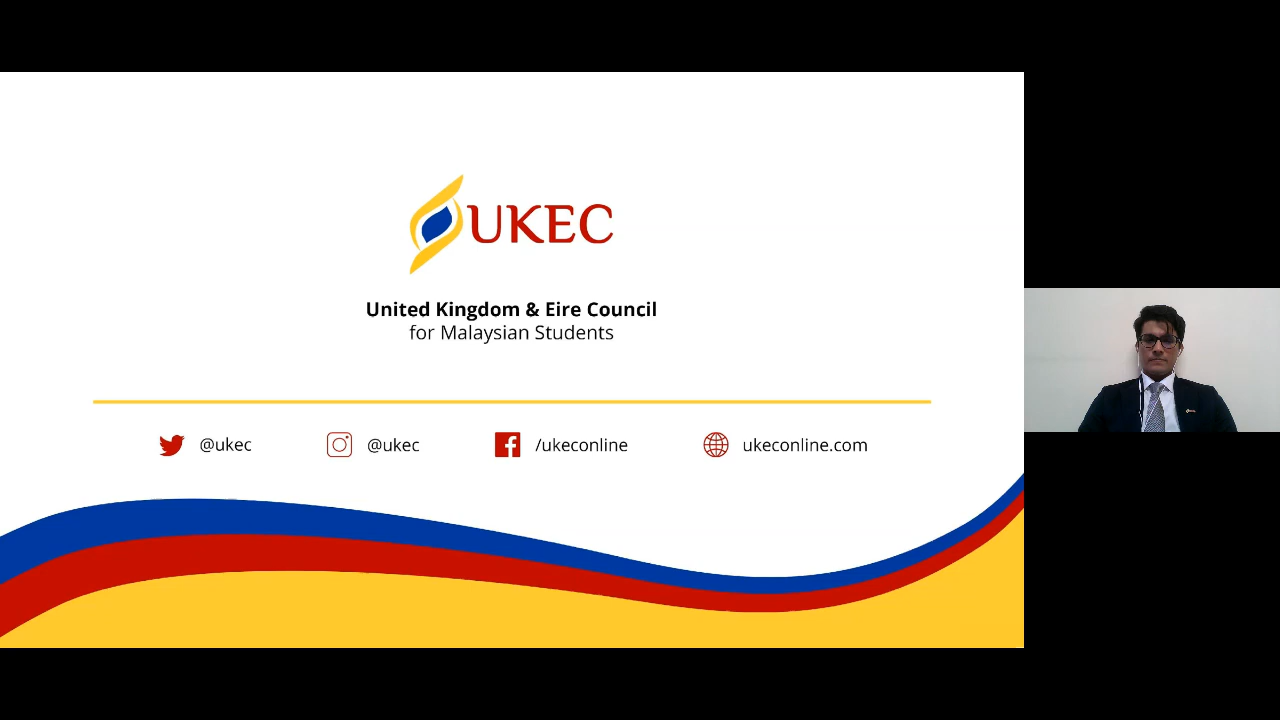 UKEC
United Kingdom & Eire Council
for Malaysian Students
@ukec
@ukec
/ukeconline
ukeconline.com